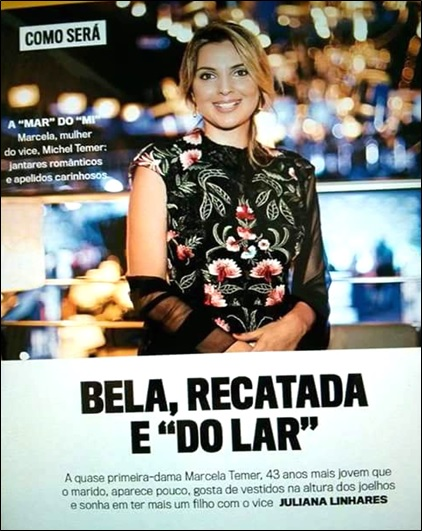 COMO SERÁ
A “MAR” DO “MI”
Marcela, mulher
do vice, Michel Temer:
jantares românticos
e apelidos carinhosos
BELA, RECATADA
E “DO LAR”
A quase primeira-dama Marcela Temer, 43 anos mais jovem que
o marido, aparece pouco, gosta de vestidos na altura dos joelhos
e sonha em ter mais um filho com o vice JULIANA LINHARES